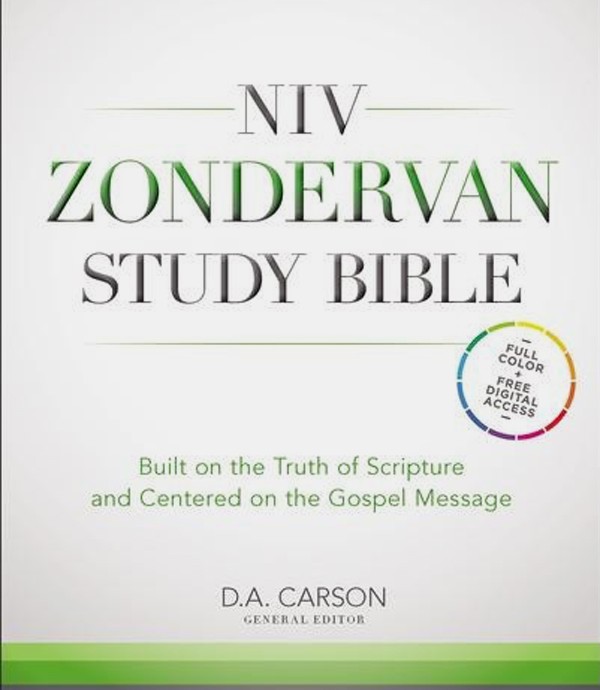 NIV
ZONDERVAN
STUDY BIBLE
FULL
COLOR
+
FREE
DIGITAL
ACCESS
Built on the Truth of Scripture
and Centered on the Gospel Message
D.A. CARSON
GENERAL EDITOR